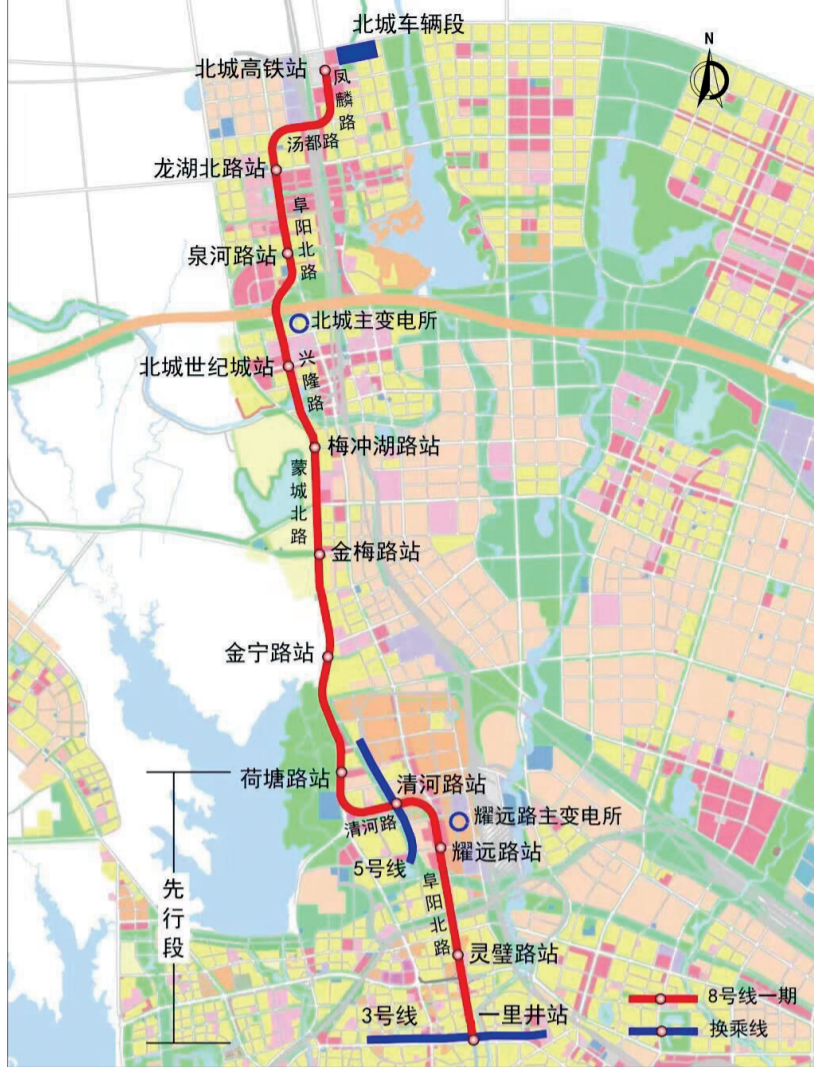 北城车辆段
N
北城高铁站
凤麟路
汤都路
龙湖北路站
阜阳北路
泉河路站
北城主变电所
北城世纪城站
兴隆路
梅冲湖路站
蒙城北路
金梅路站
金宁路站
荷塘路站
清河路站
清河路
耀远路主变电所
耀远路站
5号线
先行段
阜阳北路
灵璧路站
8号线一期
3号线
一里井站
换乘线